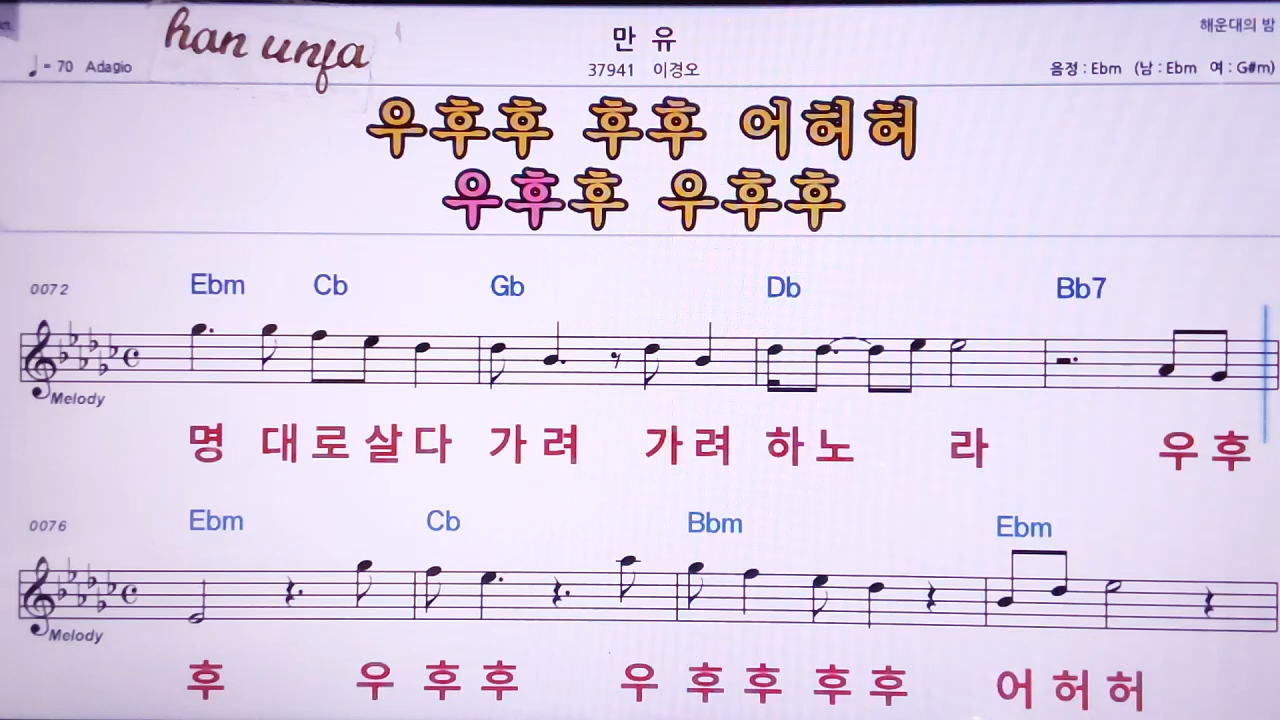 han unja
만 유
해운대의 밤
♩= 70 Adagio
37941 이경오
음정 : Ebm (남 : Ebm 여 : G#m)
우후후 후후 어허허
우후후 우후후
0072 Ebm Cb Gb Db Bb7
Melody
명 대로살다 가려 가려 하노 라 우후
0076 Ebm Cb Bbm Ebm
Melody
후 우 후후 우 후후후후 어허허